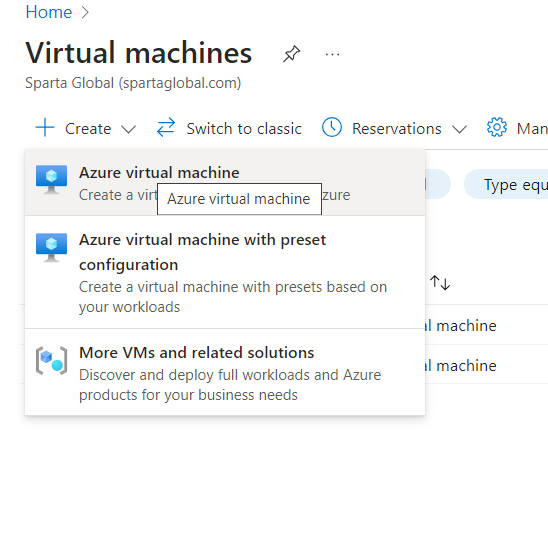 Home
Virtual machines
Sparta Global (spartaglobal.com)
Create Switch to classic Reservations Man
Azure virtual machine
Create a virt
Azure virtual machine
zure
Type equ
Azure virtual machine with preset
configuration
Create a virtual machine with presets based on
your workloads
al machine
More VMs and related solutions
Discover and deploy full workloads and Azure
al machine
products for your business needs